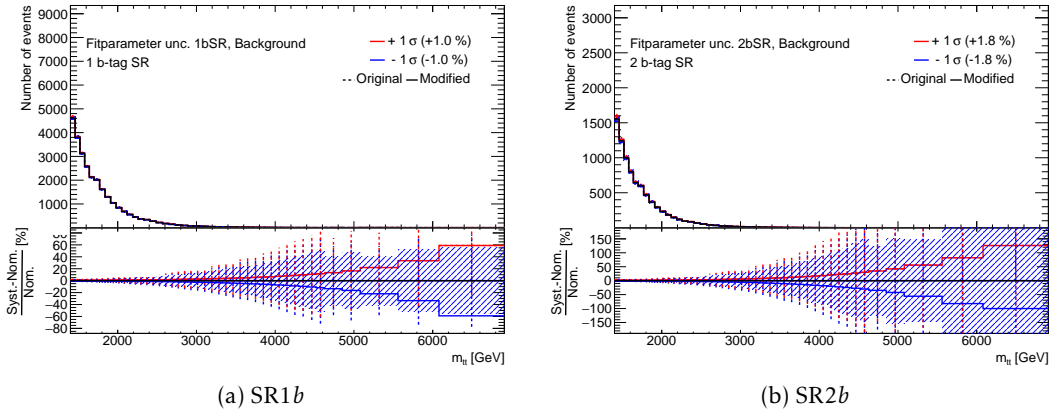 Number of events
9000
8000
7000
6000
5000
4000
3000
2000
1000
Fitparameter unc. 1bSR, Background
1 b-tag SR
+ 1 σ (+1.0 %)
- 1 σ (-1.0 %)
Original Modified
Syst.-Nom. [%]
Nom.
80
60
40
20
0
−20
−40
−60
−80
2000 3000 4000 5000 6000
m_tt [GeV]
(a) SR1b
Number of events
3000
2500
2000
1500
1000
500
Fitparameter unc. 2bSR, Background
2 b-tag SR
+ 1 σ (+1.8 %)
- 1 σ (-1.8 %)
Original Modified
Syst.-Nom. [%]
Nom.
150
100
50
0
−50
−100
−150
2000 3000 4000 5000 6000
m_tt [GeV]
(b) SR2b